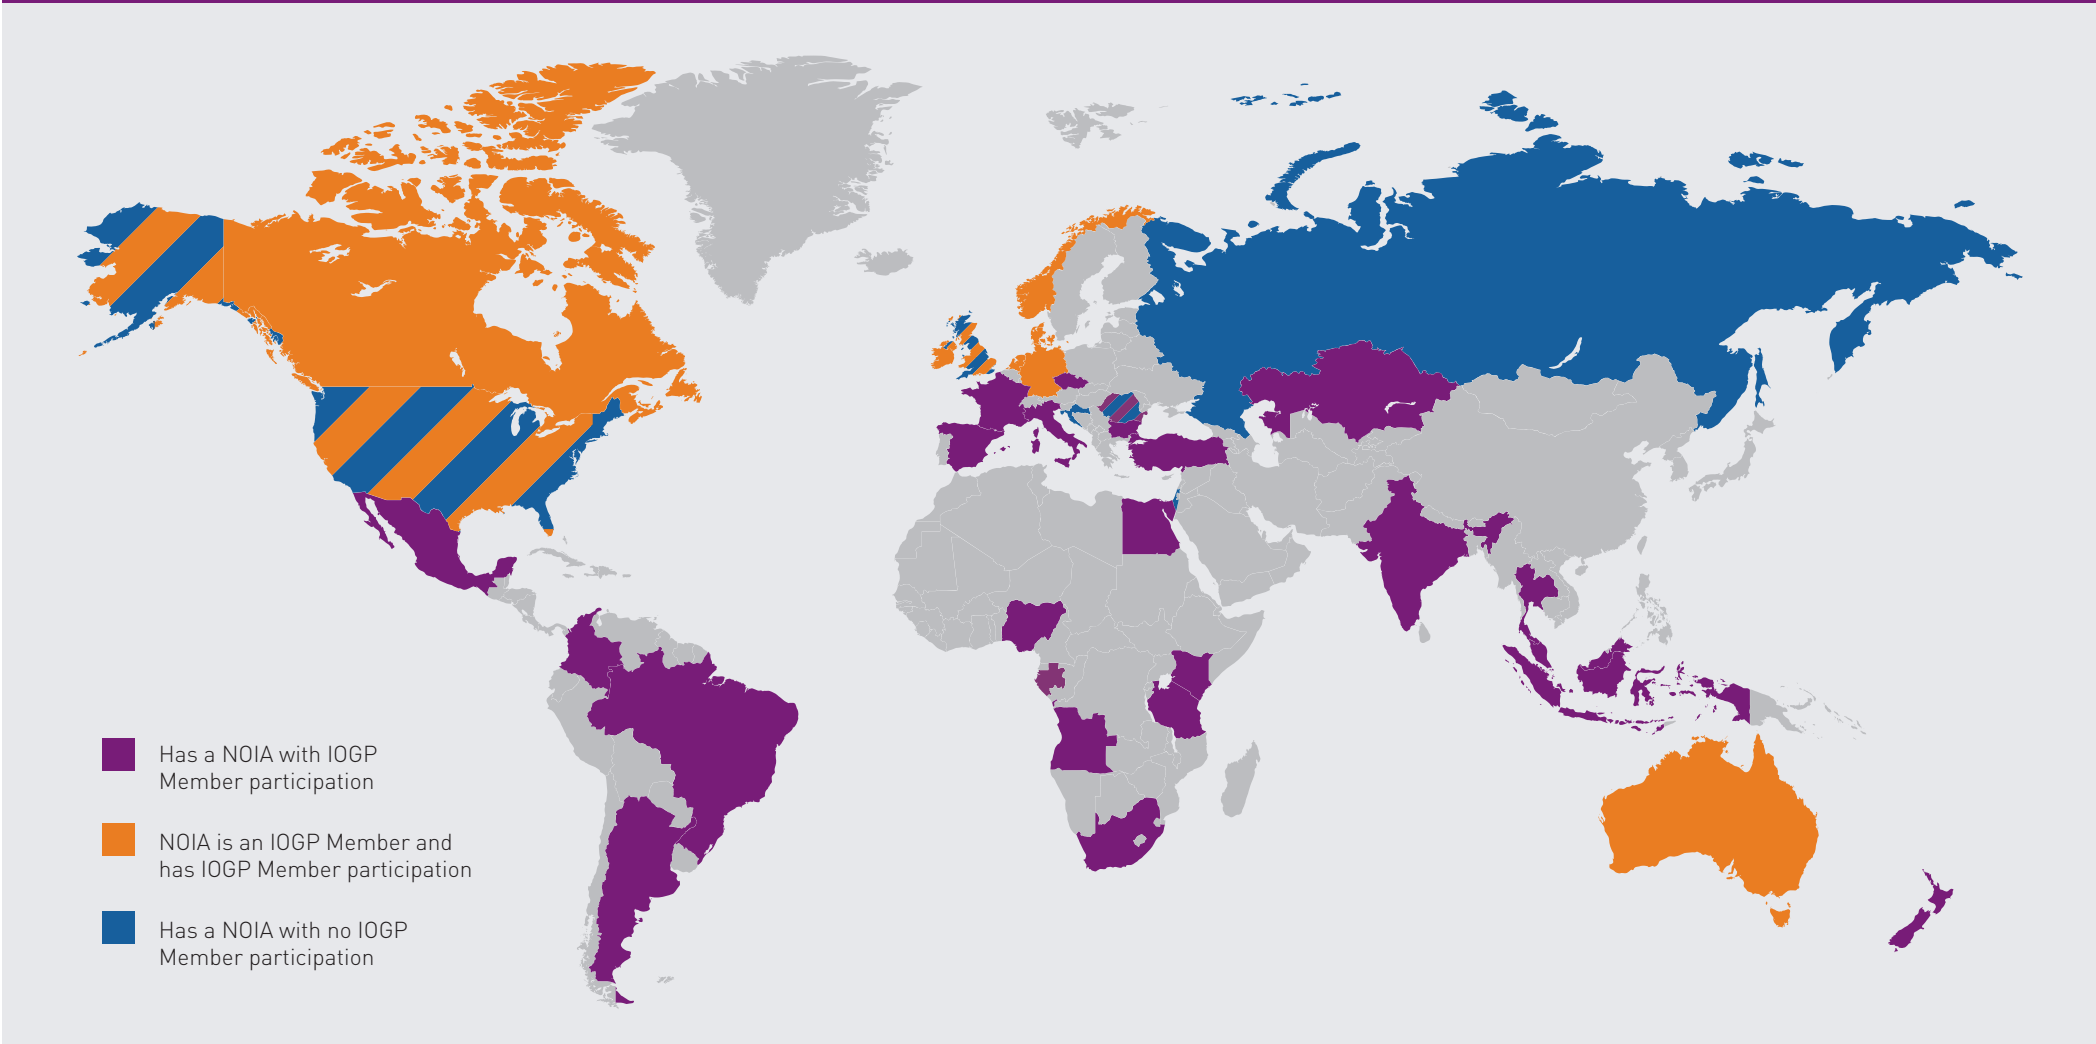 Has a NOIA with IOGP
Member participation
NOIA is an IOGP Member and
has IOGP Member participation
Has a NOIA with no IOGP
Member participation